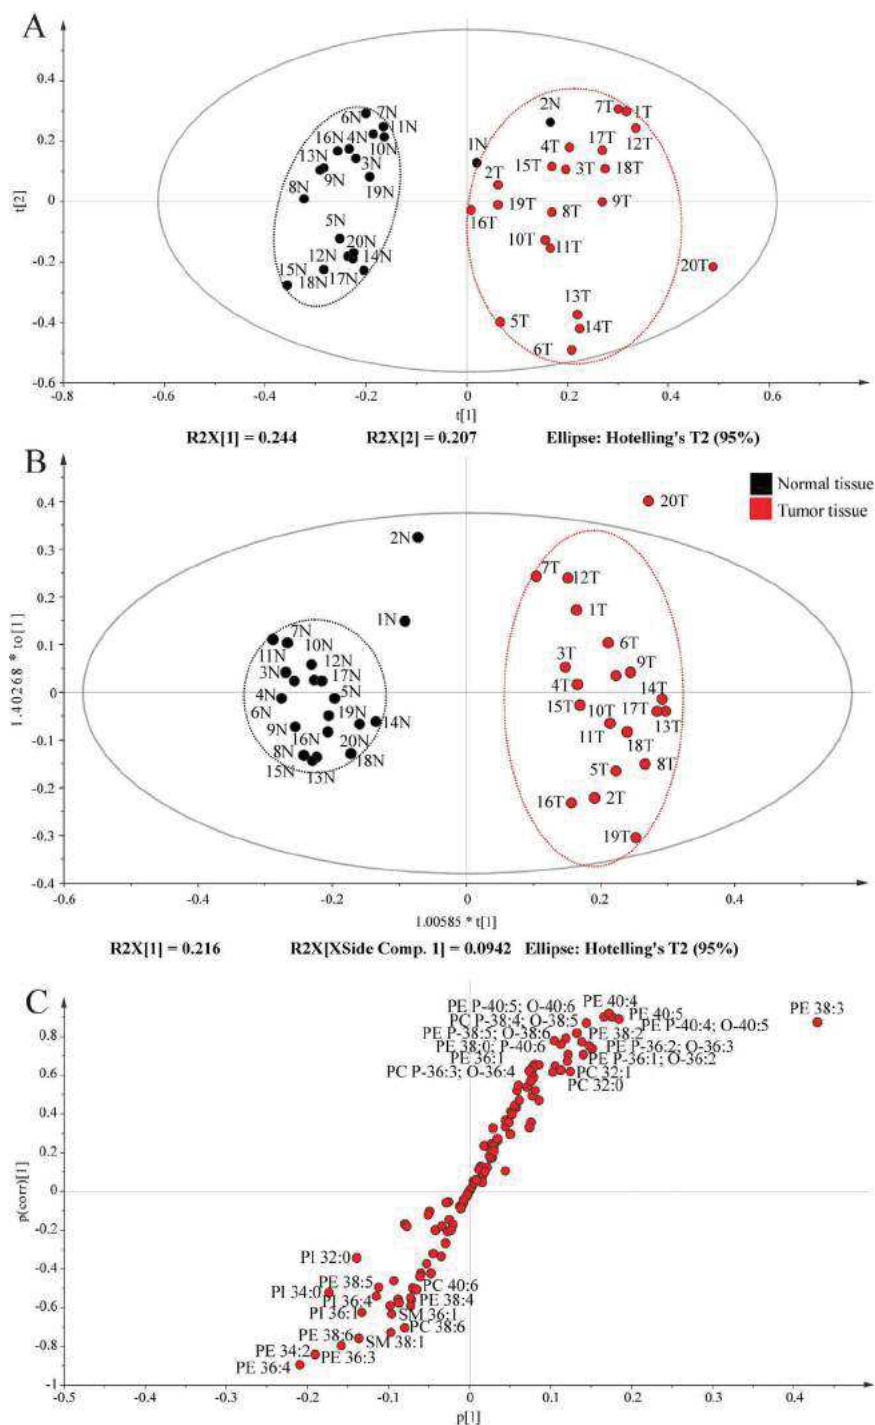 A
0.4
0.2
0
-0.2
-0.4
-0.6
t[2]
-0.8
-0.6
-0.4
-0.2
0
0.2
0.4
0.6
t[1]
6N
7N
11N
16N
4N
10N
13N
3N
9N
19N
8N
5N
20N
12N
14N
15N
18N
17N
2N
1N
7T
1T
12T
4T
17T
15T
3T
18T
2T
19T
16T
8T
9T
10T
11T
20T
13T
5T
14T
6T
R2X[1] = 0.244 R2X[2] = 0.207 Ellipse: Hotelling's T2 (95%)
B
Normal tissue
Tumor tissue
0.4
0.3
0.2
0.1
0
-0.1
-0.2
-0.3
-0.4
1.40268 * to[1]
-0.6
-0.4
-0.2
0
0.2
0.4
1.00585 * t[1]
20T
2N
1N
7N
10N
11N
12N
3N
17N
4N
5N
6N
19N
14N
9N
16N
20N
8N
18N
15N
13N
7T
12T
1T
6T
3T
9T
4T
14T
15T
10T
17T
13T
11T
18T
5T
8T
16T
2T
19T
R2X[1] = 0.216 R2X[XSide Comp. 1] = 0.0942 Ellipse: Hotelling's T2 (95%)
C
0.8
0.6
0.4
0.2
0
-0.2
-0.4
-0.6
-0.8
-1
p(corr)[1]
-0.5
-0.4
-0.3
-0.2
-0.1
0
0.1
0.2
0.3
0.4
p[1]
PE P-40:5; O-40:6
PE 40:4
PE 40:5
PE 38:3
PC P-38:4; O-38:5
PE P-40:4; O-40:5
PE P-38:5; O-38:6
PE 38:2
PE 38:0; P-40:6
PE P-36:2; O-36:3
PE 36:1
PE P-36:1; O-36:2
PC P-36:3; O-36:4
PC 32:1
PC 32:0
PI 32:0
PE 38:5
PC 40:6
PI 34:0
PI 36:4
PE 38:4
PI 36:1
SM 36:1
PE 38:6
PC 38:6
SM 38:1
PE 34:2
PE 36:3
PE 36:4